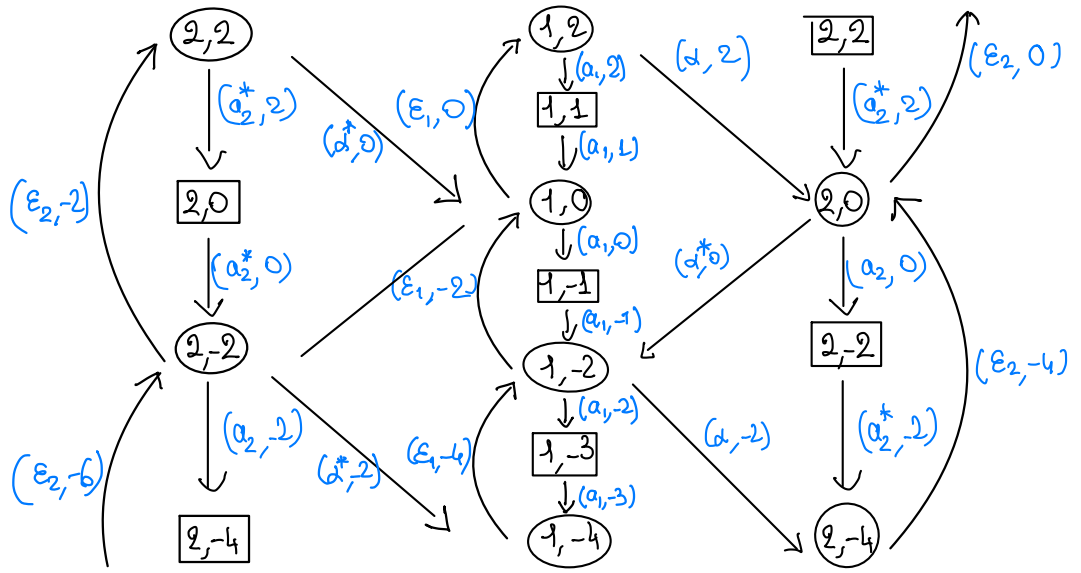 2,2
(a₂*,2)
(α*,0)
(ε₂,-2)
2,0
(a₂*,0)
2,-2
(a₂,-2)
(α*,-2)
(ε₂,-6)
2,-4
1,2
(a₁,2)
(α,2)
(ε₁,0)
1,1
(a₁,1)
1,0
(a₁,0)
(α*,0)
(ε₁,-2)
1,-1
(a₁,-1)
1,-2
(a₁,-2)
(α,-2)
(ε₁,-4)
1,-3
(a₁,-3)
1,-4
2,2
(ε₂,0)
(a₂*,2)
2,0
(a₂,0)
2,-2
(ε₂,-4)
(a₂*,-2)
2,-4